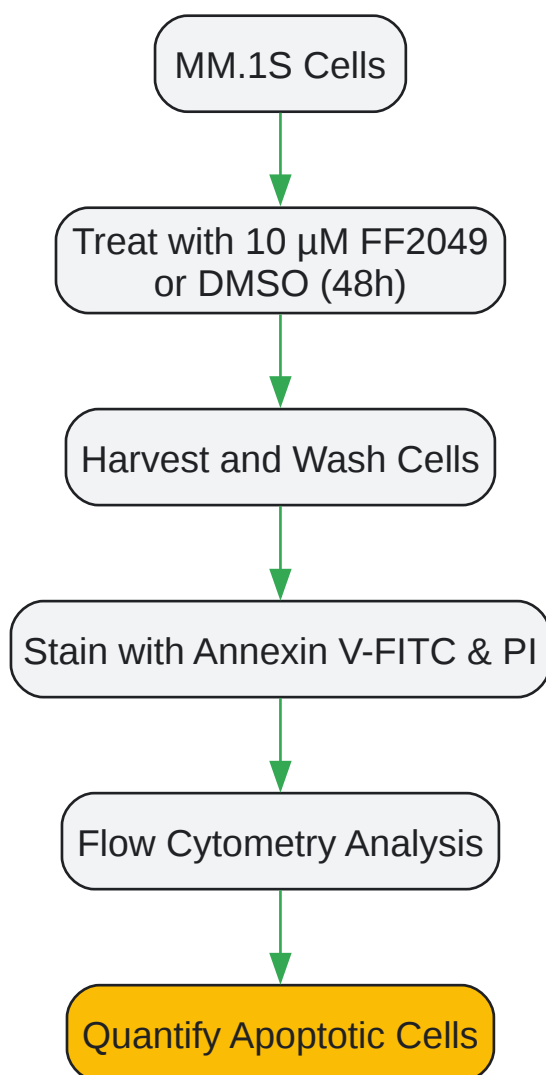 MM.1S Cells
Treat with 10 µM FF2049
or DMSO (48h)
Harvest and Wash Cells
Stain with Annexin V-FITC & PI
Flow Cytometry Analysis
Quantify Apoptotic Cells